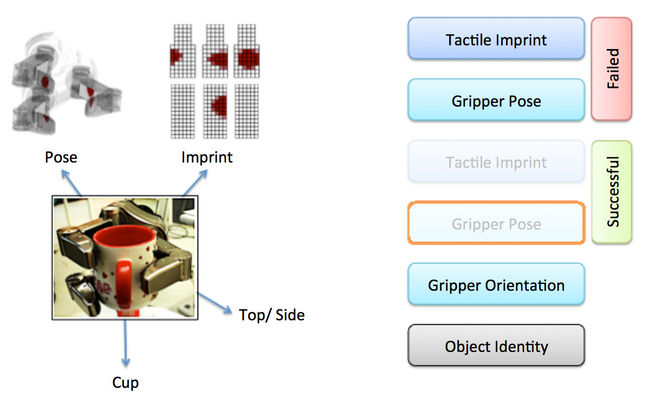 Pose
Imprint
Top/ Side
Cup
Tactile Imprint
Gripper Pose
Failed
Tactile Imprint
Gripper Pose
Successful
Gripper Orientation
Object Identity